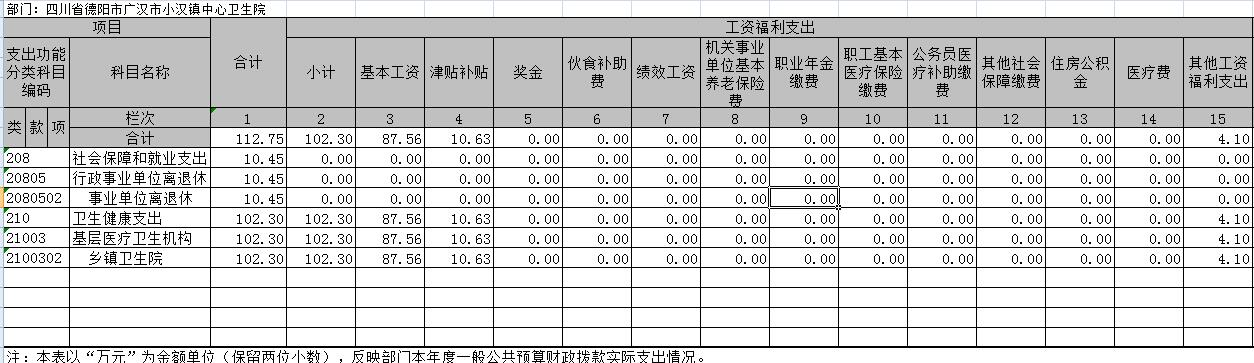 部门：四川省德阳市广汉市小汉镇中心卫生院
项目 合计 工资福利支出
支出功能分类科目编码 科目名称 小计 基本工资 津贴补贴 奖金 伙食补助费 绩效工资 机关事业单位基本养老保险费 职业年金缴费 职工基本医疗保险缴费 公务员医疗补助缴费 其他社会保障缴费 住房公积金 医疗费 其他工资福利支出
类 款 项 栏次 1 2 3 4 5 6 7 8 9 10 11 12 13 14 15
合计 112.75 102.30 87.56 10.63 0.00 0.00 0.00 0.00 0.00 0.00 0.00 0.00 0.00 0.00 4.10
208 社会保障和就业支出 10.45 0.00 0.00 0.00 0.00 0.00 0.00 0.00 0.00 0.00 0.00 0.00 0.00 0.00 0.00
20805 行政事业单位离退休 10.45 0.00 0.00 0.00 0.00 0.00 0.00 0.00 0.00 0.00 0.00 0.00 0.00 0.00 0.00
2080502 事业单位离退休 10.45 0.00 0.00 0.00 0.00 0.00 0.00 0.00 0.00 0.00 0.00 0.00 0.00 0.00 0.00
210 卫生健康支出 102.30 102.30 87.56 10.63 0.00 0.00 0.00 0.00 0.00 0.00 0.00 0.00 0.00 0.00 4.10
21003 基层医疗卫生机构 102.30 102.30 87.56 10.63 0.00 0.00 0.00 0.00 0.00 0.00 0.00 0.00 0.00 0.00 4.10
2100302 乡镇卫生院 102.30 102.30 87.56 10.63 0.00 0.00 0.00 0.00 0.00 0.00 0.00 0.00 0.00 0.00 4.10
注：本表以“万元”为金额单位（保留两位小数），反映部门本年度一般公共预算财政拨款实际支出情况。